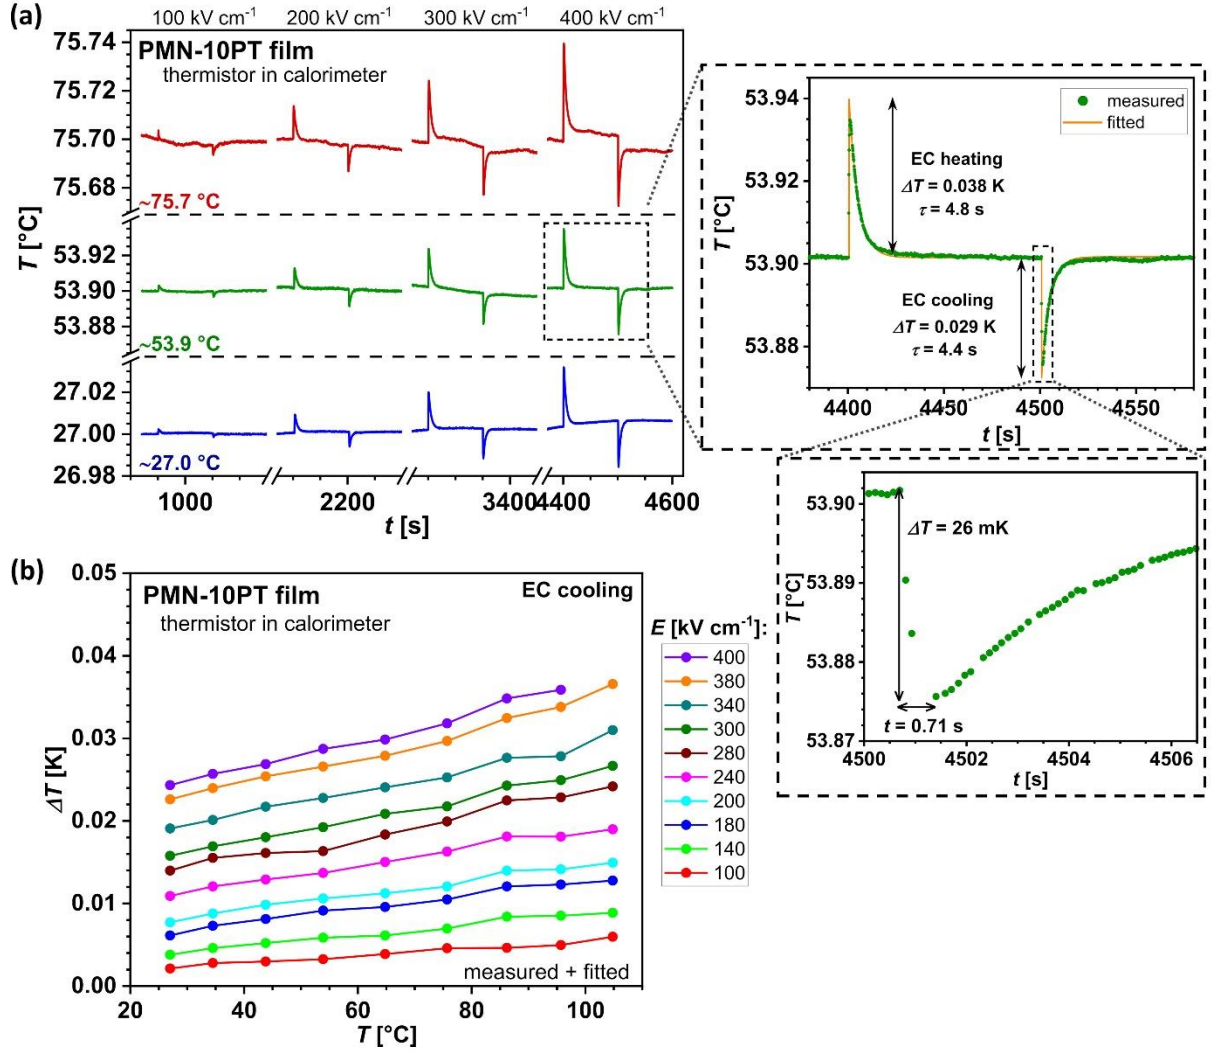 (a)
100 kV cm⁻¹ 200 kV cm⁻¹ 300 kV cm⁻¹ 400 kV cm⁻¹
PMN-10PT film
thermistor in calorimeter
75.74
75.72
75.70
75.68
~75.7 °C
53.92
53.90
53.88
~53.9 °C
27.02
27.00
26.98
~27.0 °C
T [°C]
1000 2200 3400 4400 4600
t [s]
measured
fitted
53.94
53.92
53.90
53.88
T [°C]
EC heating
ΔT = 0.038 K
τ = 4.8 s
EC cooling
ΔT = 0.029 K
τ = 4.4 s
4400 4450 4500 4550
t [s]
53.90
53.89
53.88
53.87
T [°C]
ΔT = 26 mK
t = 0.71 s
4500 4502 4504 4506
t [s]
(b)
PMN-10PT film
thermistor in calorimeter
EC cooling
0.05
0.04
0.03
0.02
0.01
0.00
ΔT [K]
measured + fitted
20 40 60 80 100
T [°C]
E [kV cm⁻¹]:
400
380
340
300
280
240
200
180
140
100